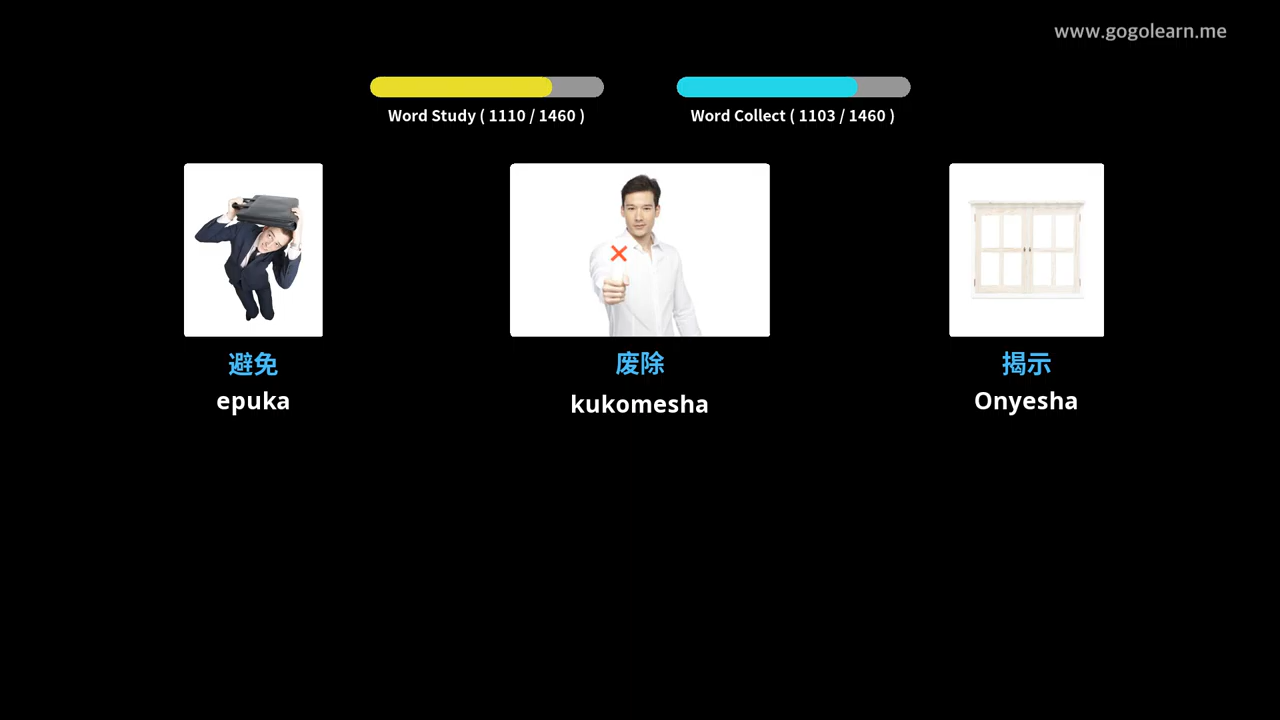 www.gogolearn.me
Word Study ( 1110 / 1460 )
Word Collect ( 1103 / 1460 )
避免
epuka
废除
kukomesha
揭示
Onyesha